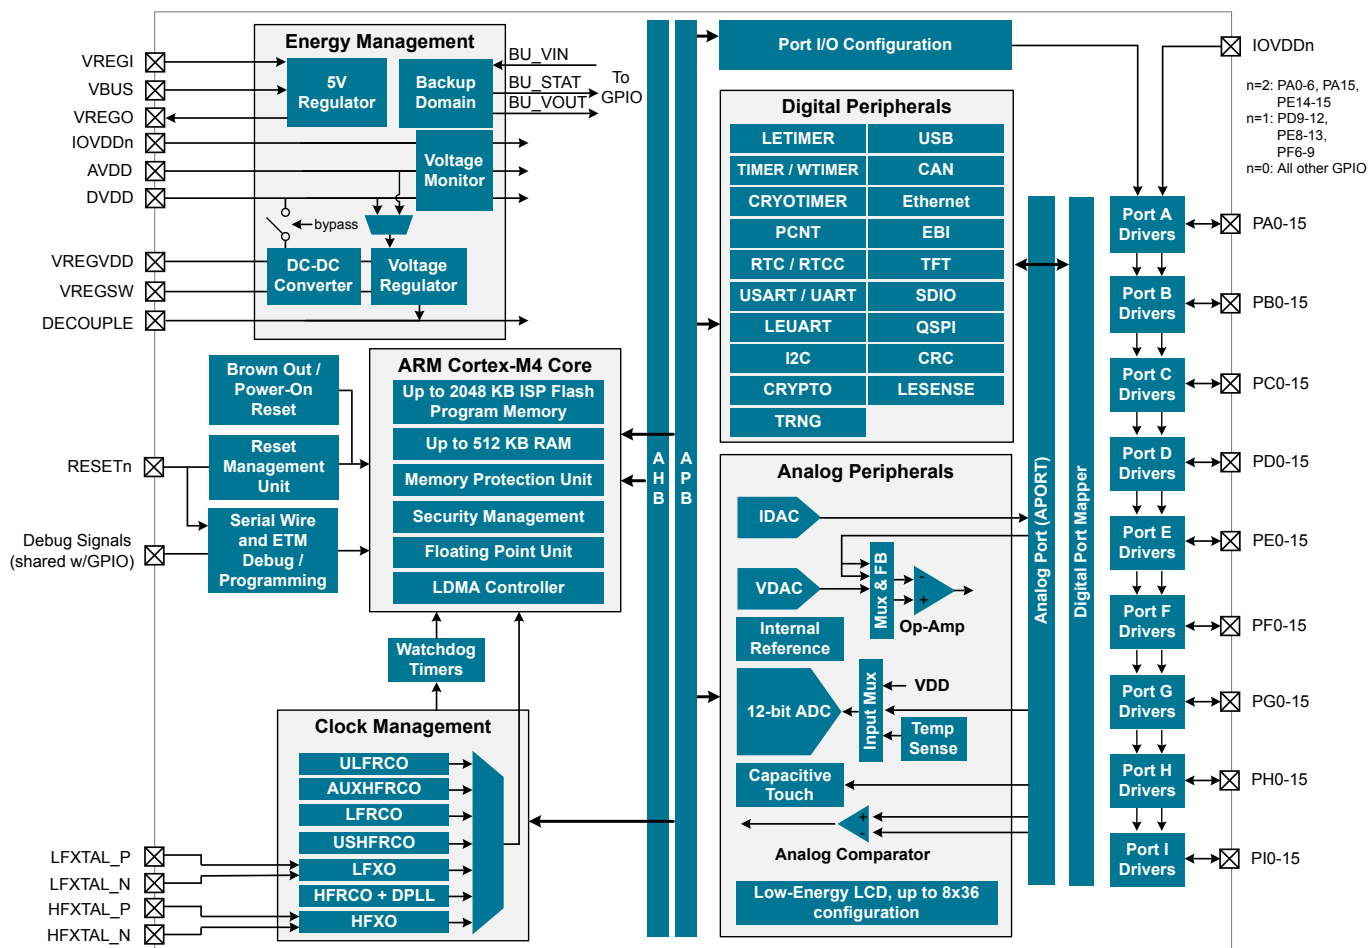 Energy Management
VREGI
VBUS
VREGO
IOVDDn
AVDD
DVDD
VREGVDD
VREGSW
DECOUPLE
5V
Regulator
Backup
Domain
BU_VIN
BU_STAT
BU_VOUT
To
GPIO
Voltage
Monitor
bypass
DC-DC
Converter
Voltage
Regulator
Brown Out /
Power-On
Reset
Reset
Management
Unit
Serial Wire
and ETM
Debug /
Programming
RESETn
Debug Signals
(shared w/GPIO)
ARM Cortex-M4 Core
Up to 2048 KB ISP Flash
Program Memory
Up to 512 KB RAM
Memory Protection Unit
Security Management
Floating Point Unit
LDMA Controller
Watchdog
Timers
Clock Management
ULFRCO
AUXHFRCO
LFRCO
USHFRCO
LFXO
HFRCO + DPLL
HFXO
LFXTAL_P
LFXTAL_N
HFXTAL_P
HFXTAL_N
AHB
APB
Port I/O Configuration
Digital Peripherals
LETIMER
USB
TIMER / WTIMER
CAN
CRYOTIMER
Ethernet
PCNT
EBI
RTC / RTCC
TFT
USART / UART
SDIO
LEUART
QSPI
I2C
CRC
CRYPTO
LESENSE
TRNG
Analog Peripherals
IDAC
VDAC
Mux & FB
-
+
Op-Amp
Internal
Reference
12-bit ADC
Input Mux
VDD
Temp
Sense
Capacitive
Touch
+
-
Analog Comparator
Low-Energy LCD, up to 8x36
configuration
Analog Port (APORT)
Digital Port Mapper
IOVDDn
n=2: PA0-6, PA15,
PE14-15
n=1: PD9-12,
PE8-13,
PF6-9
n=0: All other GPIO
Port A
Drivers
PA0-15
Port B
Drivers
PB0-15
Port C
Drivers
PC0-15
Port D
Drivers
PD0-15
Port E
Drivers
PE0-15
Port F
Drivers
PF0-15
Port G
Drivers
PG0-15
Port H
Drivers
PH0-15
Port I
Drivers
PI0-15